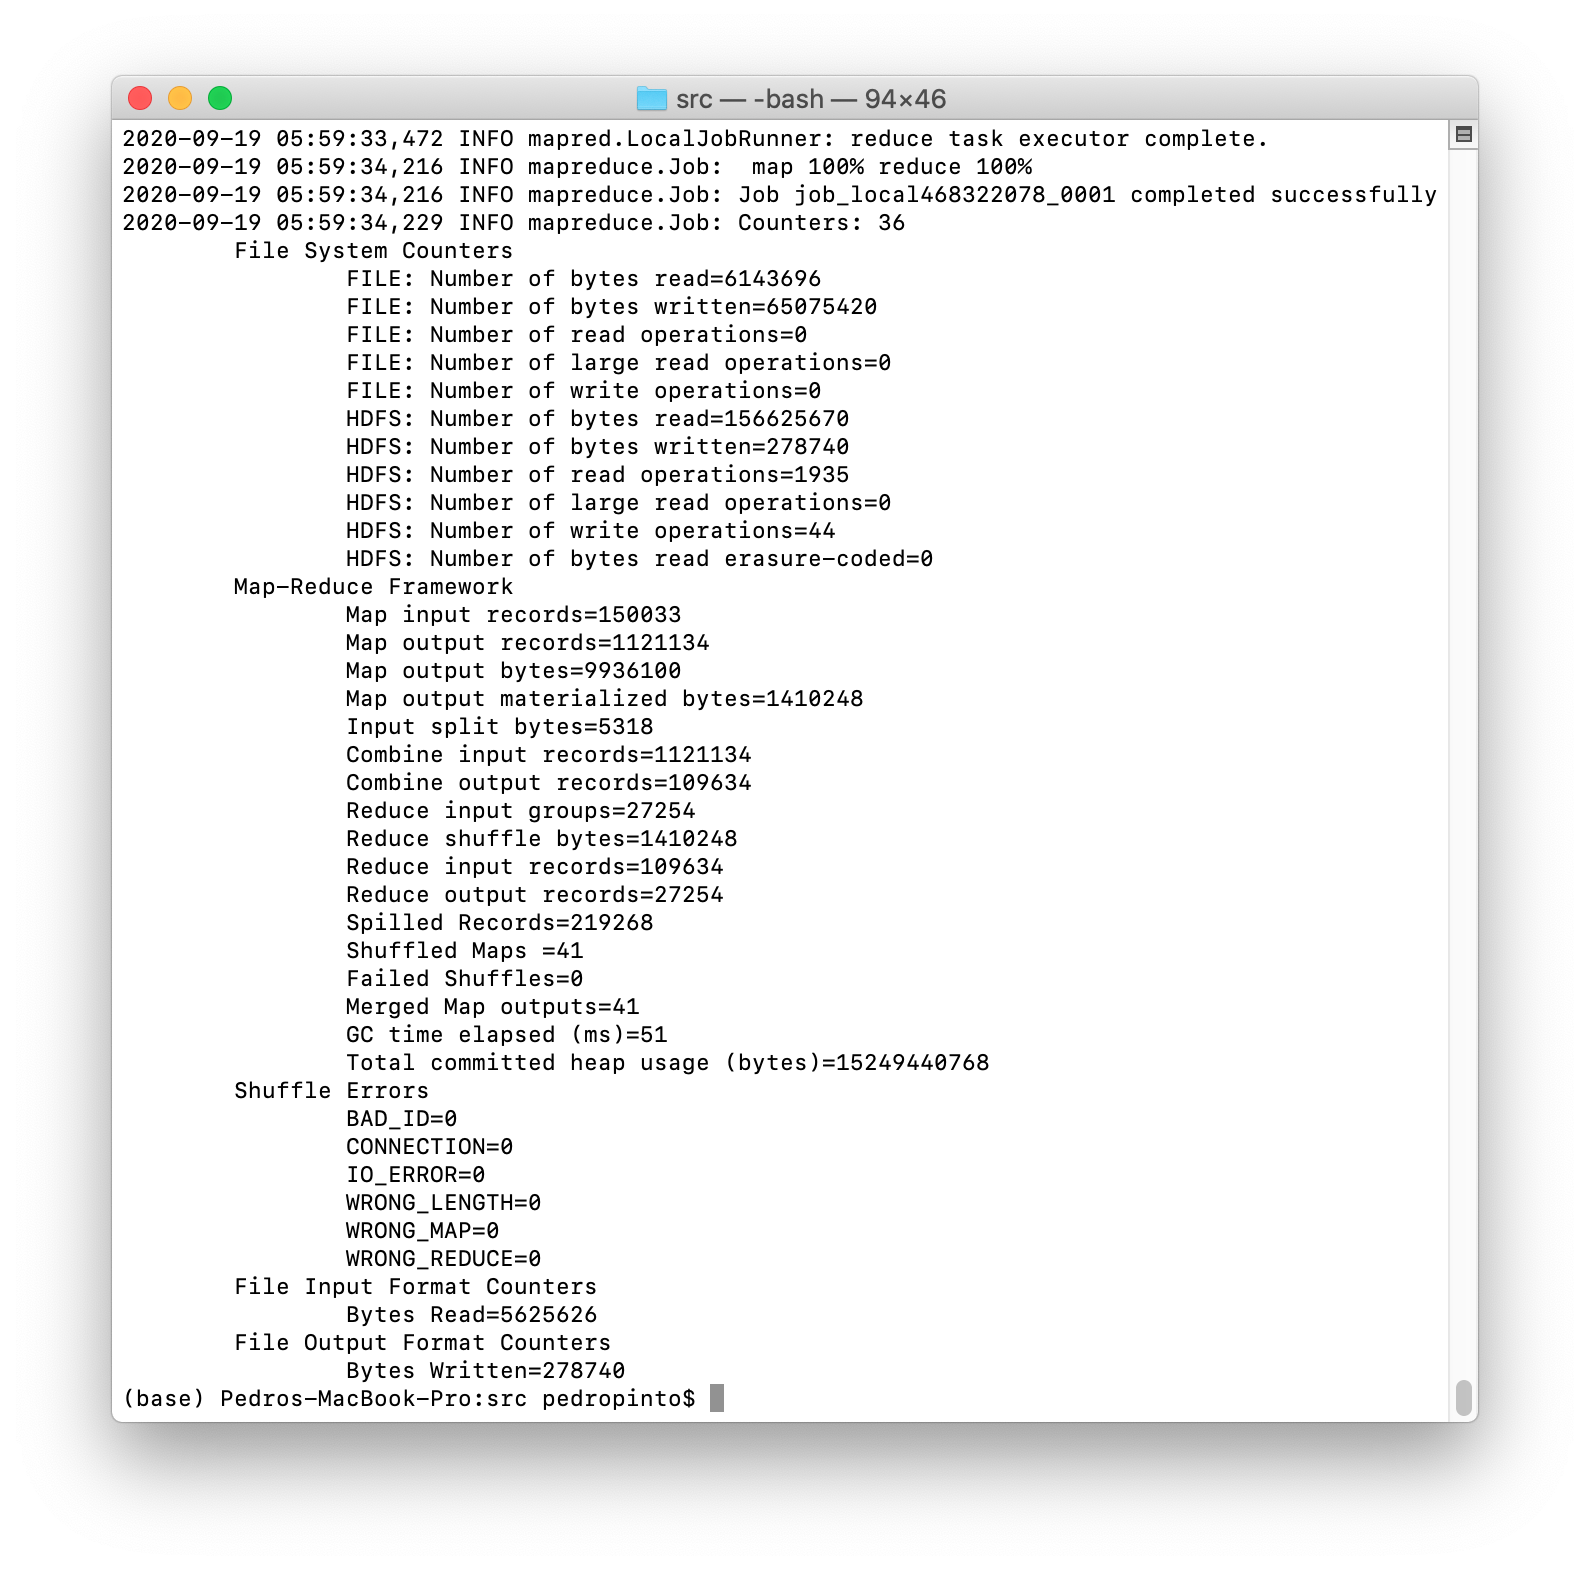 src — -bash — 94×46
2020-09-19 05:59:33,472 INFO mapred.LocalJobRunner: reduce task executor complete.
2020-09-19 05:59:34,216 INFO mapreduce.Job:  map 100% reduce 100%
2020-09-19 05:59:34,216 INFO mapreduce.Job: Job job_local468322078_0001 completed successfully
2020-09-19 05:59:34,229 INFO mapreduce.Job: Counters: 36
        File System Counters
                FILE: Number of bytes read=6143696
                FILE: Number of bytes written=65075420
                FILE: Number of read operations=0
                FILE: Number of large read operations=0
                FILE: Number of write operations=0
                HDFS: Number of bytes read=156625670
                HDFS: Number of bytes written=278740
                HDFS: Number of read operations=1935
                HDFS: Number of large read operations=0
                HDFS: Number of write operations=44
                HDFS: Number of bytes read erasure-coded=0
        Map-Reduce Framework
                Map input records=150033
                Map output records=1121134
                Map output bytes=9936100
                Map output materialized bytes=1410248
                Input split bytes=5318
                Combine input records=1121134
                Combine output records=109634
                Reduce input groups=27254
                Reduce shuffle bytes=1410248
                Reduce input records=109634
                Reduce output records=27254
                Spilled Records=219268
                Shuffled Maps =41
                Failed Shuffles=0
                Merged Map outputs=41
                GC time elapsed (ms)=51
                Total committed heap usage (bytes)=15249440768
        Shuffle Errors
                BAD_ID=0
                CONNECTION=0
                IO_ERROR=0
                WRONG_LENGTH=0
                WRONG_MAP=0
                WRONG_REDUCE=0
        File Input Format Counters
                Bytes Read=5625626
        File Output Format Counters
                Bytes Written=278740
(base) Pedros-MacBook-Pro:src pedropinto$